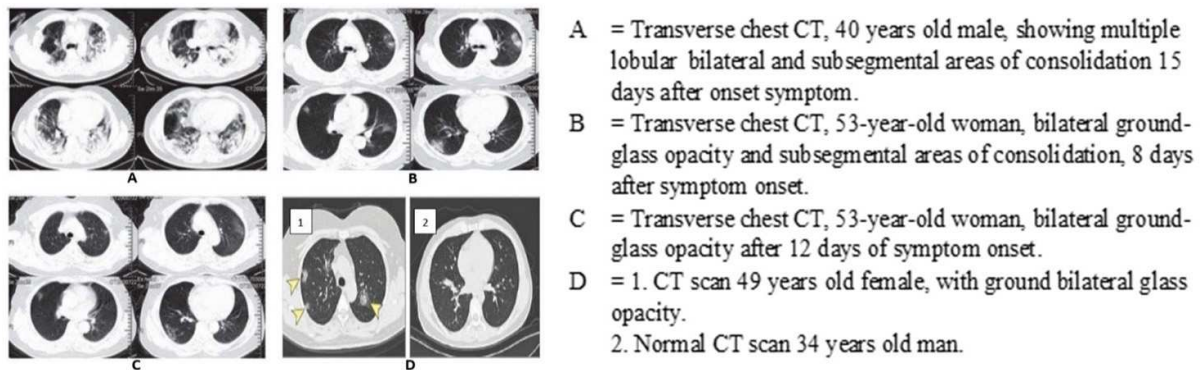 A = Transverse chest CT, 40 years old male, showing multiple
lobular bilateral and subsegmental areas of consolidation 15
days after onset symptom.
B = Transverse chest CT, 53-year-old woman, bilateral ground-
glass opacity and subsegmental areas of consolidation, 8 days
after symptom onset.
C = Transverse chest CT, 53-year-old woman, bilateral ground-
glass opacity after 12 days of symptom onset.
D = 1. CT scan 49 years old female, with ground bilateral glass
opacity.
2. Normal CT scan 34 years old man.
A
B
1
2
C
D